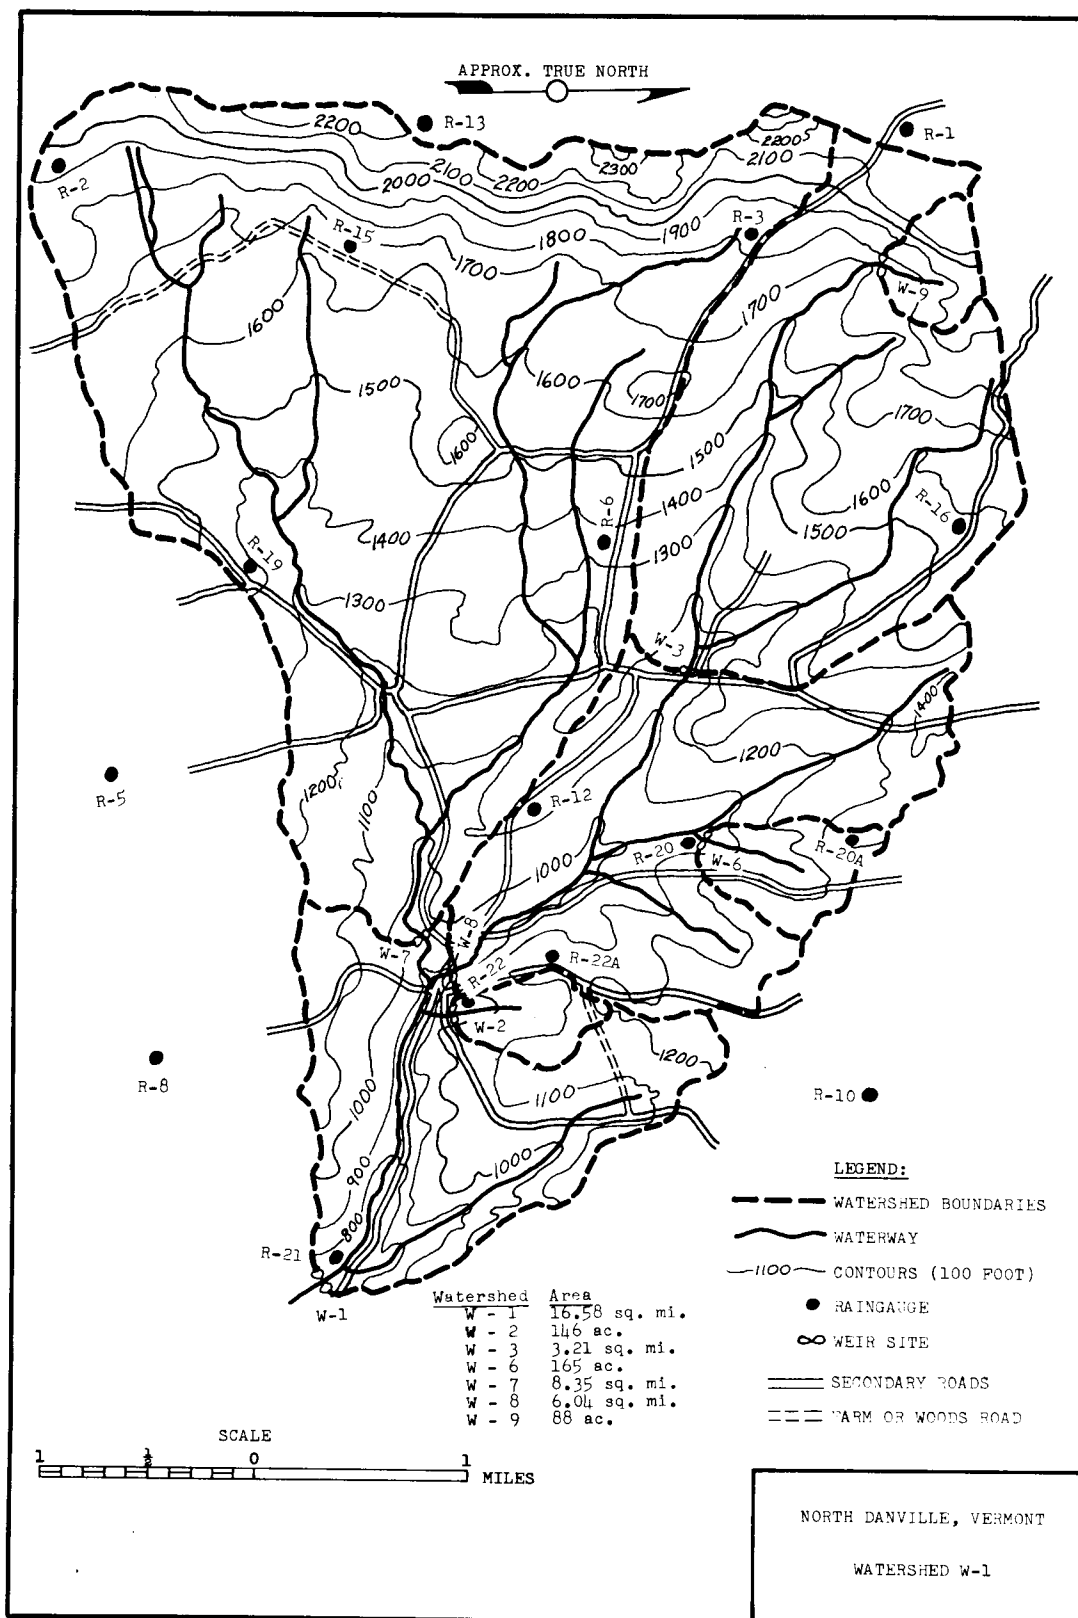 APPROX. TRUE NORTH
2200
R-13
2200
R-1
R-2
2100
2300
2100
2000
2200
R-3
R-15
1800
1900
1700
1700
W-9
1600
1500
1600
1700
1700
1600
1500
1400
1600
R-6
1400
1300
1500
R-16
R-19
1300
W-3
1400
1200
1200
R-5
1100
R-12
1000
R-20
W-6
R-20A
W-8
W-7
R-22
R-22A
W-2
1200
R-8
1000
1100
R-10
1000
900
800
R-21
W-1
LEGEND:
WATERSHED BOUNDARIES
WATERWAY
1100 CONTOURS (100 FOOT)
RAINGAUGE
WEIR SITE
SECONDARY ROADS
FARM OR WOODS ROAD
Watershed Area
W - 1 16.58 sq. mi.
W - 2 146 ac.
W - 3 3.21 sq. mi.
W - 6 165 ac.
W - 7 8.35 sq. mi.
W - 8 6.04 sq. mi.
W - 9 88 ac.
SCALE
1 ½ 0 1
MILES
NORTH DANVILLE, VERMONT
WATERSHED W-1